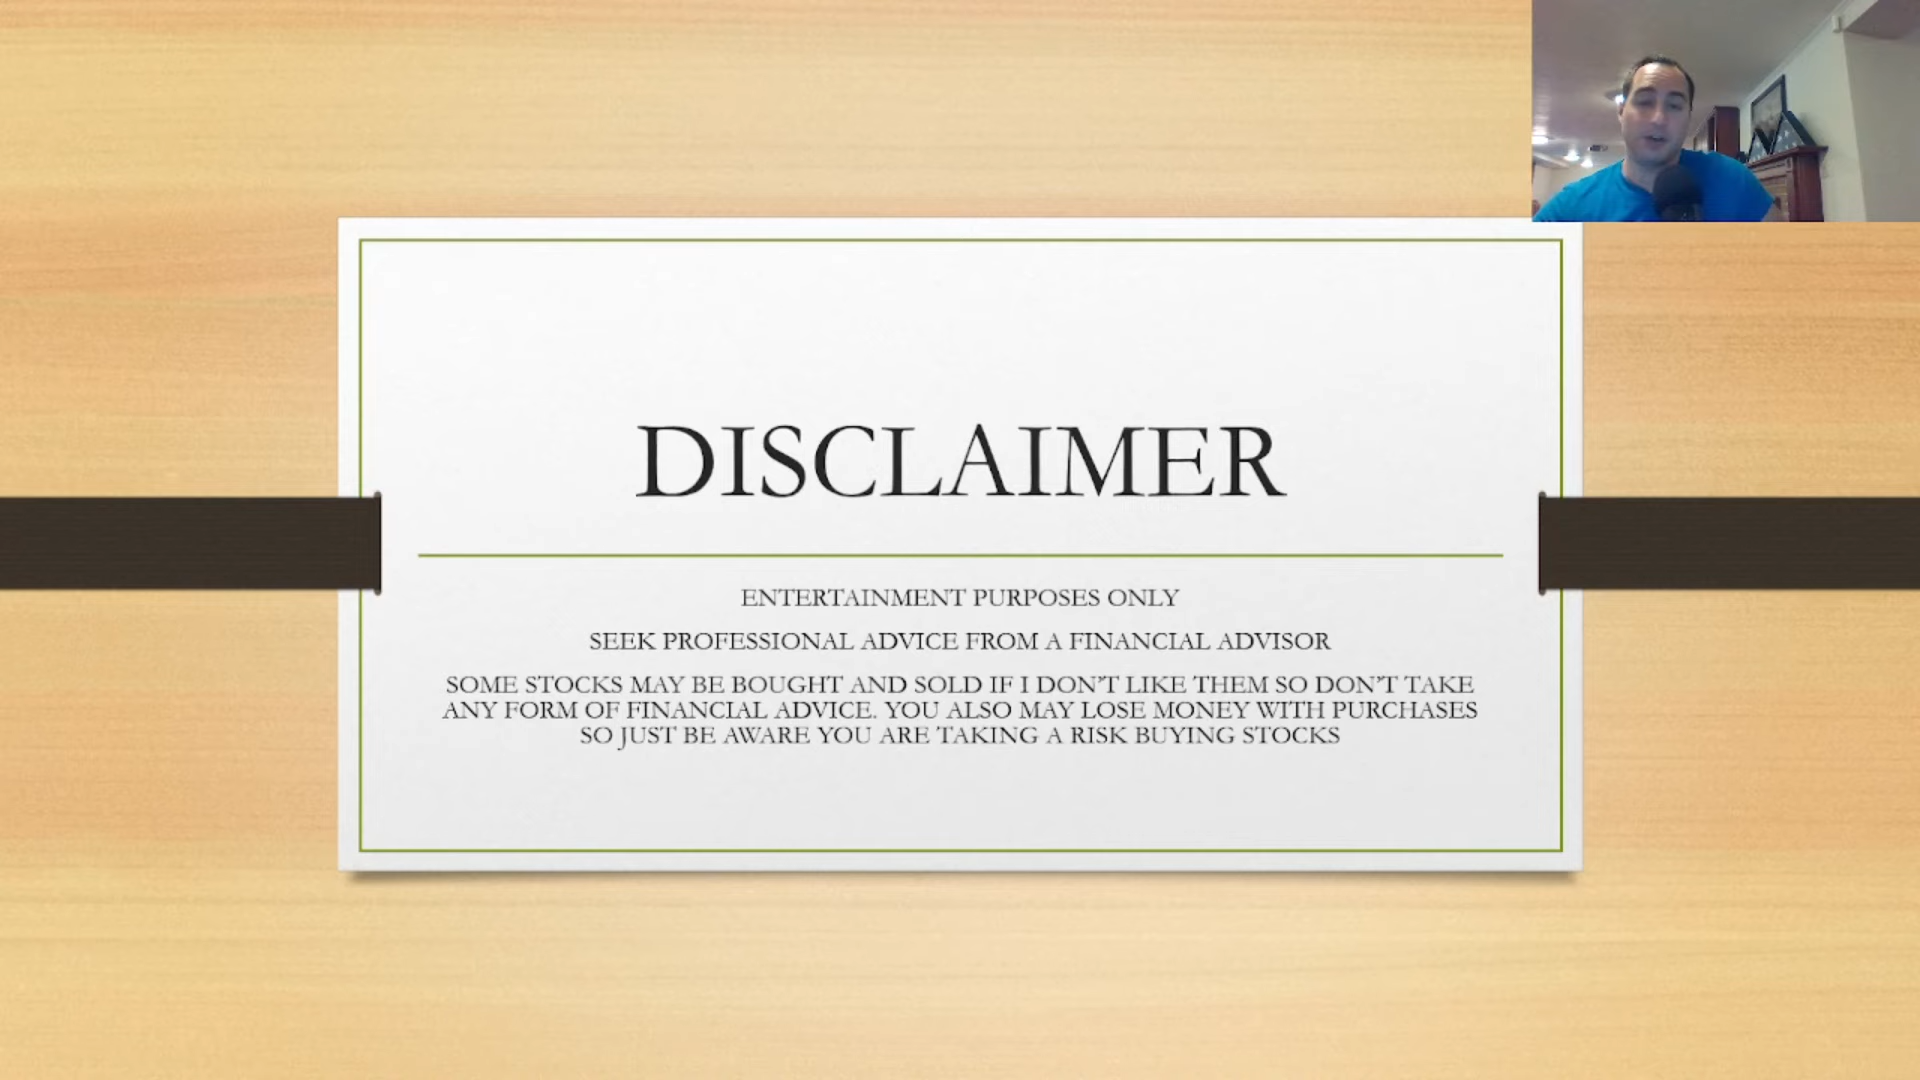 DISCLAIMER
ENTERTAINMENT PURPOSES ONLY
SEEK PROFESSIONAL ADVICE FROM A FINANCIAL ADVISOR
SOME STOCKS MAY BE BOUGHT AND SOLD IF I DON'T LIKE THEM SO DON'T TAKE
ANY FORM OF FINANCIAL ADVICE. YOU ALSO MAY LOSE MONEY WITH PURCHASES
SO JUST BE AWARE YOU ARE TAKING A RISK BUYING STOCKS